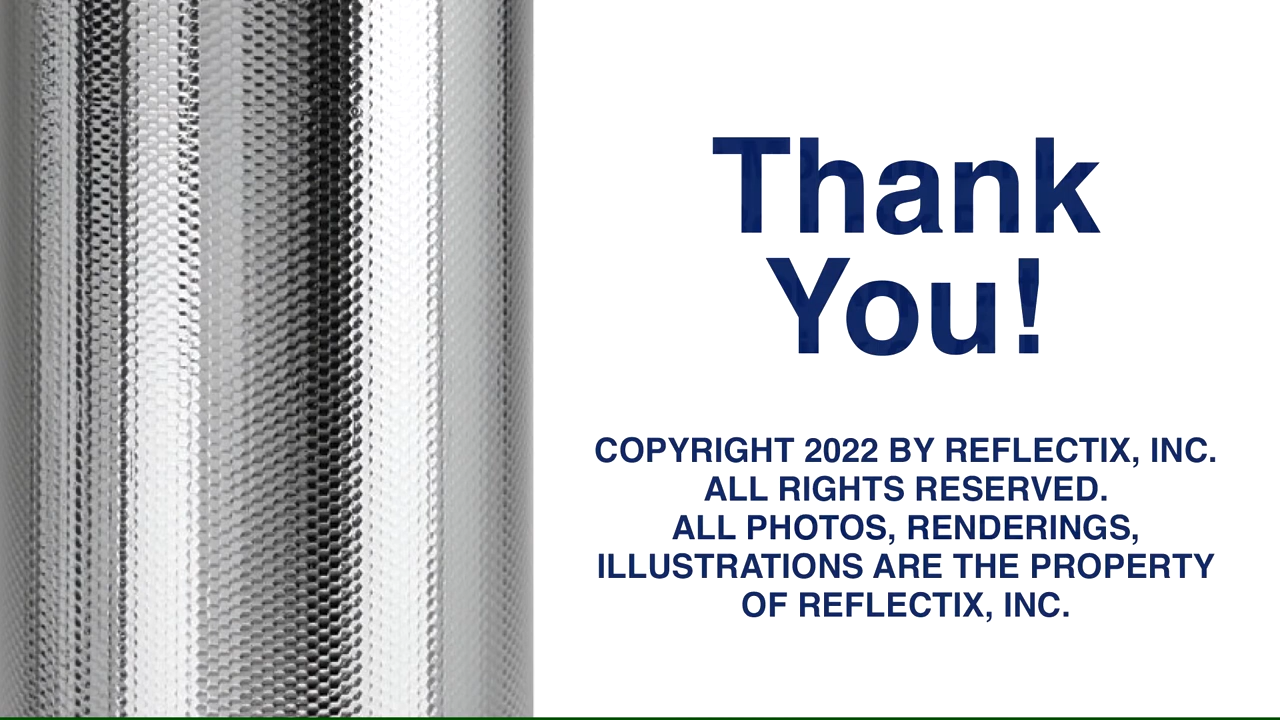 Thank
You!
COPYRIGHT 2022 BY REFLECTIX, INC.
ALL RIGHTS RESERVED.
ALL PHOTOS, RENDERINGS,
ILLUSTRATIONS ARE THE PROPERTY
OF REFLECTIX, INC.